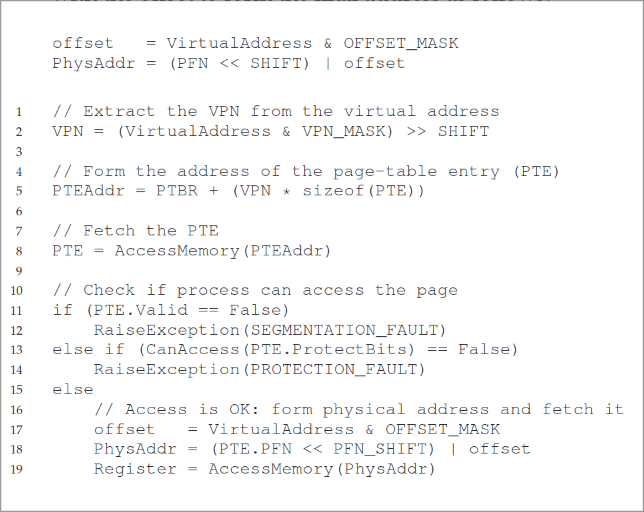 offset   = VirtualAddress & OFFSET_MASK
PhysAddr = (PFN << SHIFT) | offset
1 // Extract the VPN from the virtual address
2 VPN = (VirtualAddress & VPN_MASK) >> SHIFT
3
4 // Form the address of the page-table entry (PTE)
5 PTEAddr = PTBR + (VPN * sizeof(PTE))
6
7 // Fetch the PTE
8 PTE = AccessMemory(PTEAddr)
9
10 // Check if process can access the page
11 if (PTE.Valid == False)
12     RaiseException(SEGMENTATION_FAULT)
13 else if (CanAccess(PTE.ProtectBits) == False)
14     RaiseException(PROTECTION_FAULT)
15 else
16     // Access is OK: form physical address and fetch it
17     offset   = VirtualAddress & OFFSET_MASK
18     PhysAddr = (PTE.PFN << PFN_SHIFT) | offset
19     Register = AccessMemory(PhysAddr)